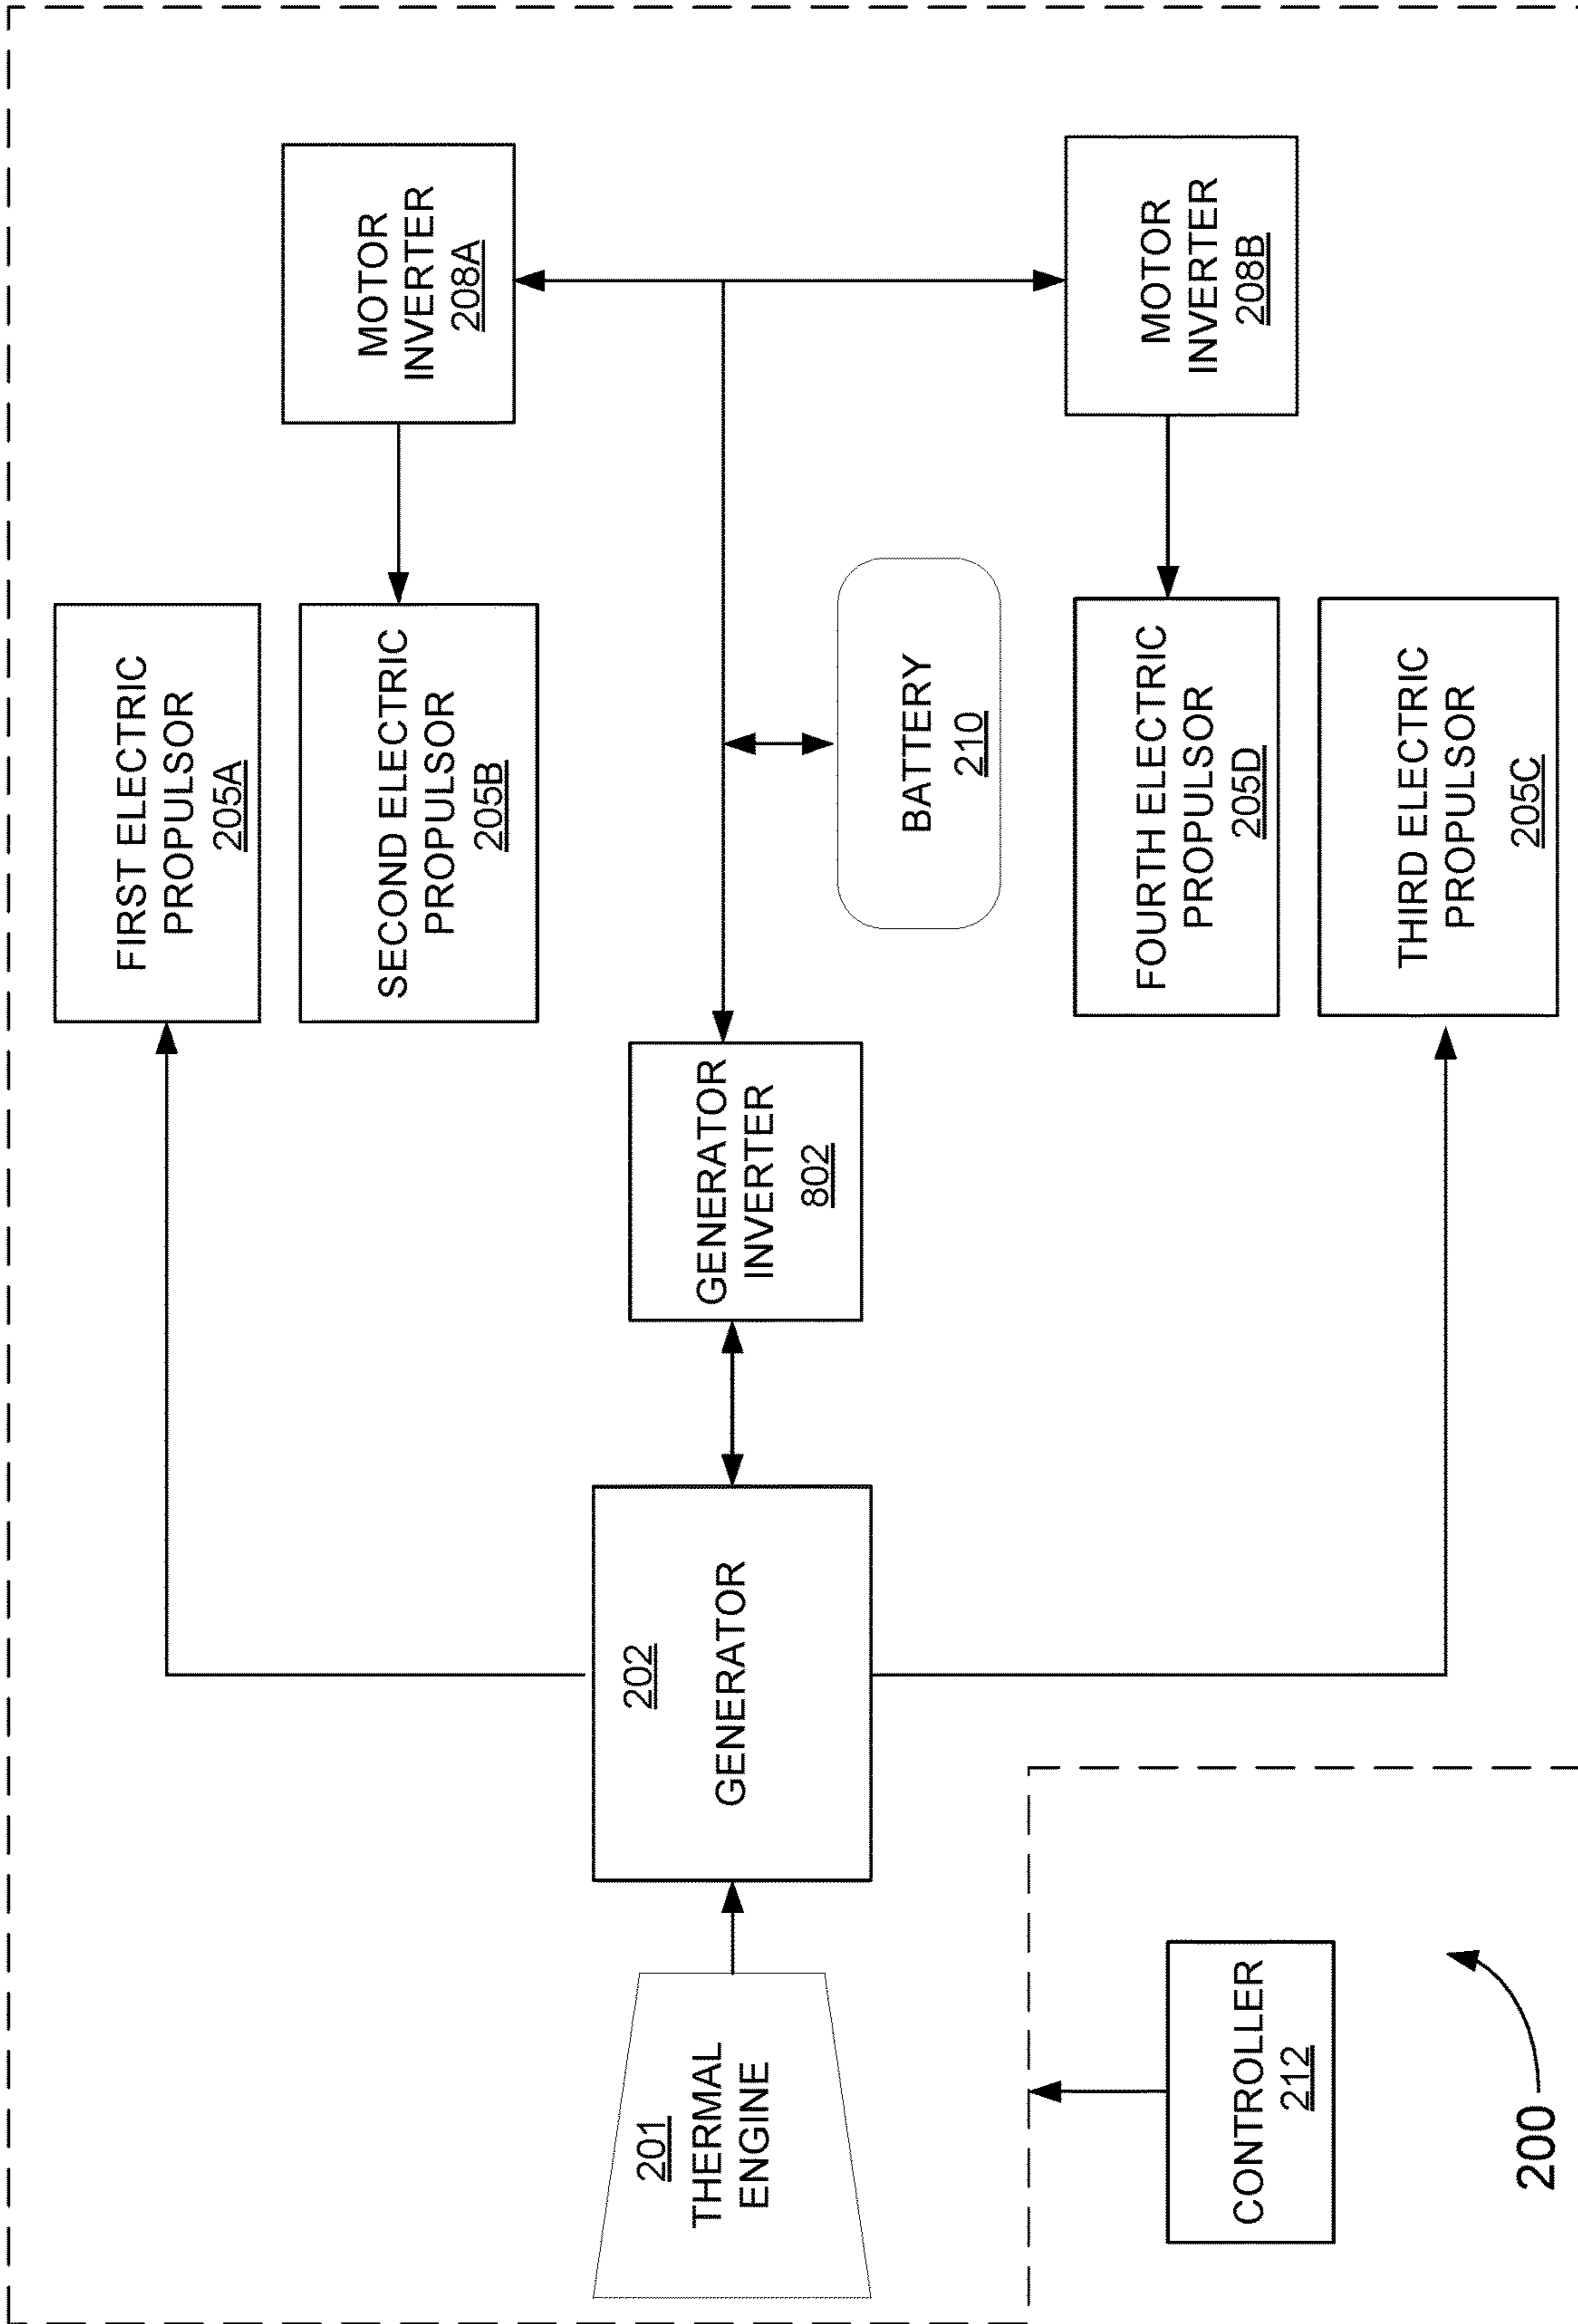 FIRST ELECTRIC
PROPULSOR
205A
SECOND ELECTRIC
PROPULSOR
205B
MOTOR
INVERTER
208A
201
THERMAL
ENGINE
202
GENERATOR
GENERATOR
INVERTER
802
BATTERY
210
MOTOR
INVERTER
208B
FOURTH ELECTRIC
PROPULSOR
205D
THIRD ELECTRIC
PROPULSOR
205C
CONTROLLER
212
200